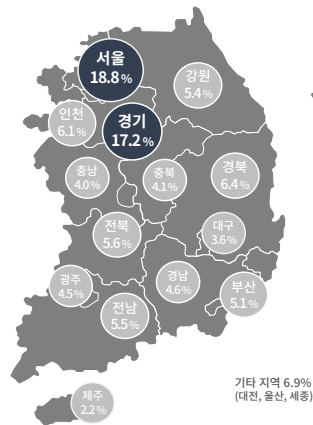 서울
18.8%
강원
5.4%
인천
6.1%
경기
17.2%
충남
4.0%
충북
4.1%
경북
6.4%
전북
5.6%
대구
3.6%
광주
4.5%
경남
4.6%
부산
5.1%
전남
5.5%
제주
2.2%
기타 지역 6.9%
(대전, 울산, 세종)